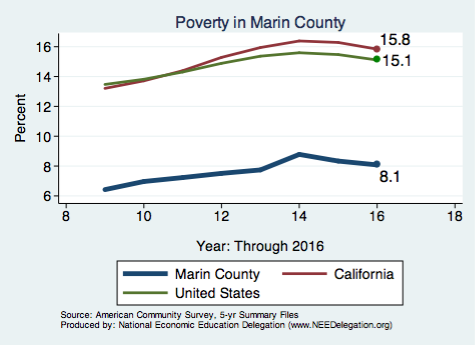 Poverty in Marin County
Percent
16
14
12
10
8
6
15.8
15.1
8.1
8 10 12 14 16 18
Year: Through 2016
Marin County California
United States
Source: American Community Survey, 5-yr Summary Files
Produced by: National Economic Education Delegation (www.NEEDelegation.org)